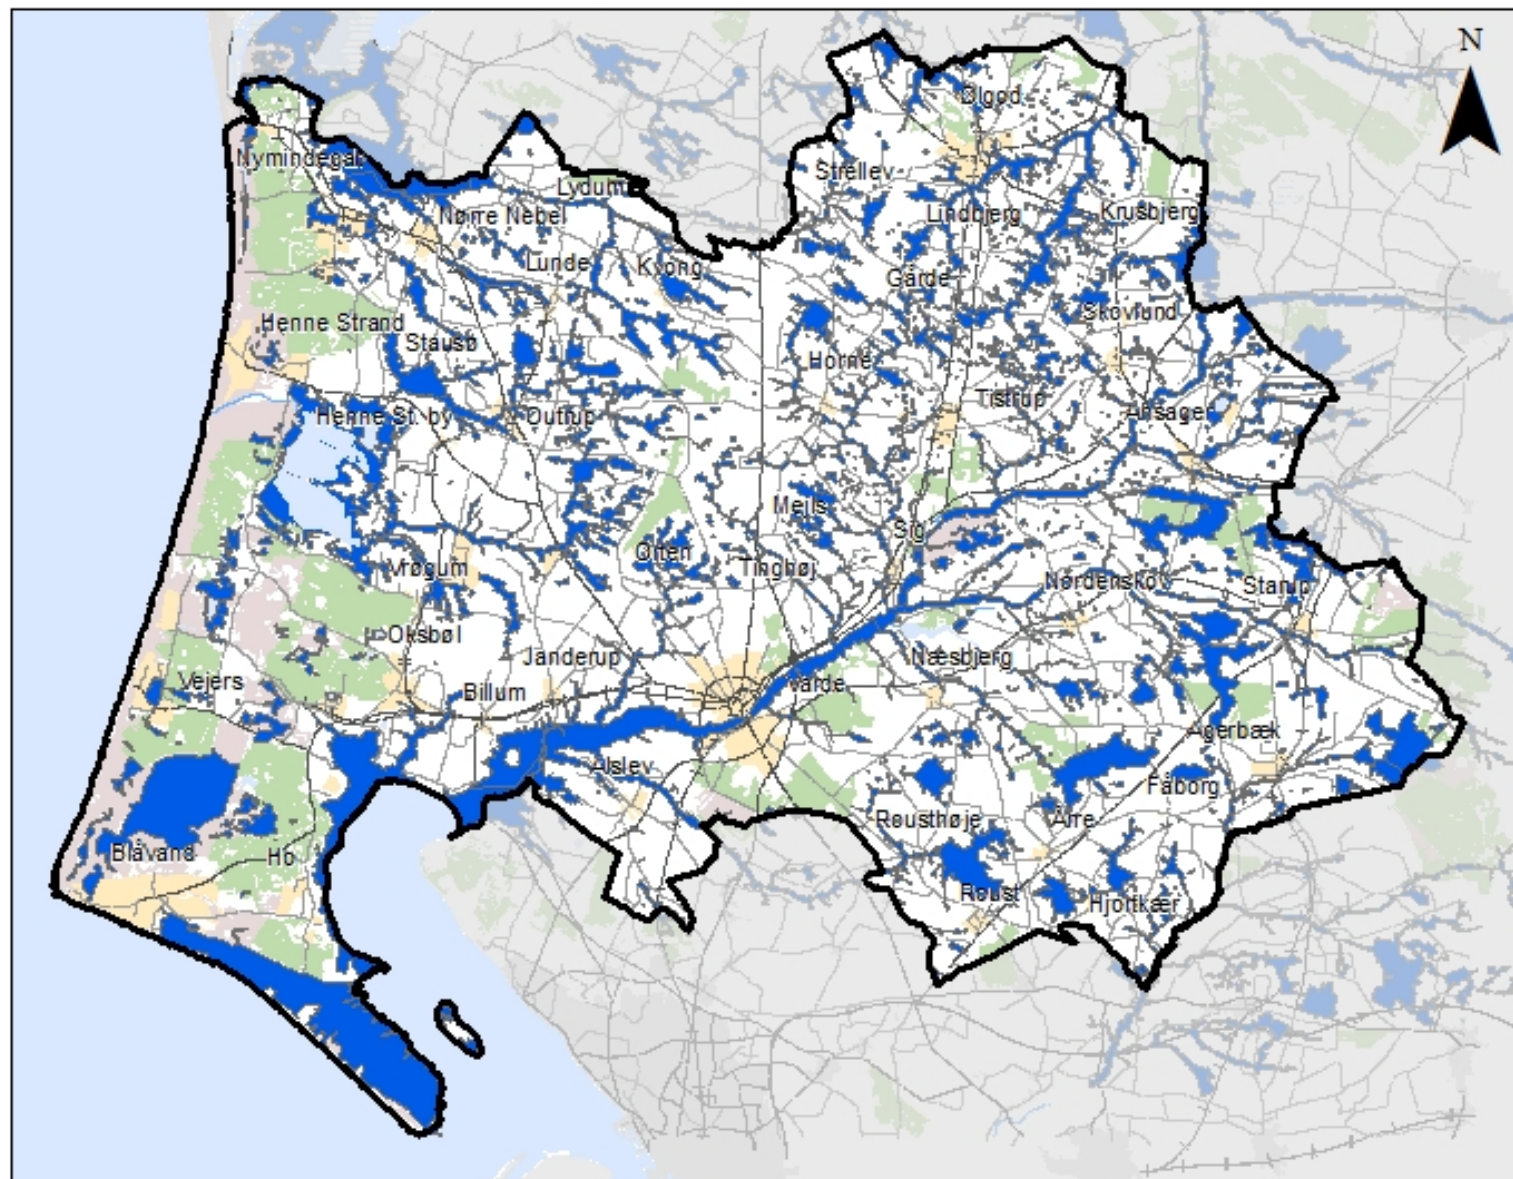 N
Ølgod
Nymindegab
Strellev
Lydum
Nørre Nebel
Lindbjerg
Krusbjerg
Lunde
Kvong
Gårde
Skovlund
Henne Strand
Stausø
Horne
Tistrup
Henne St. by
Outrup
Ansager
Mejls
Sig
Orten
Tinghøj
Vrøgum
Nordenskov
Starup
Oksbøl
Janderup
Næsbjerg
Vejers
Billum
Varde
Agerbæk
Alslev
Fåborg
Rousthøje
Årre
Blåvand
Ho
Roust
Hjortkær